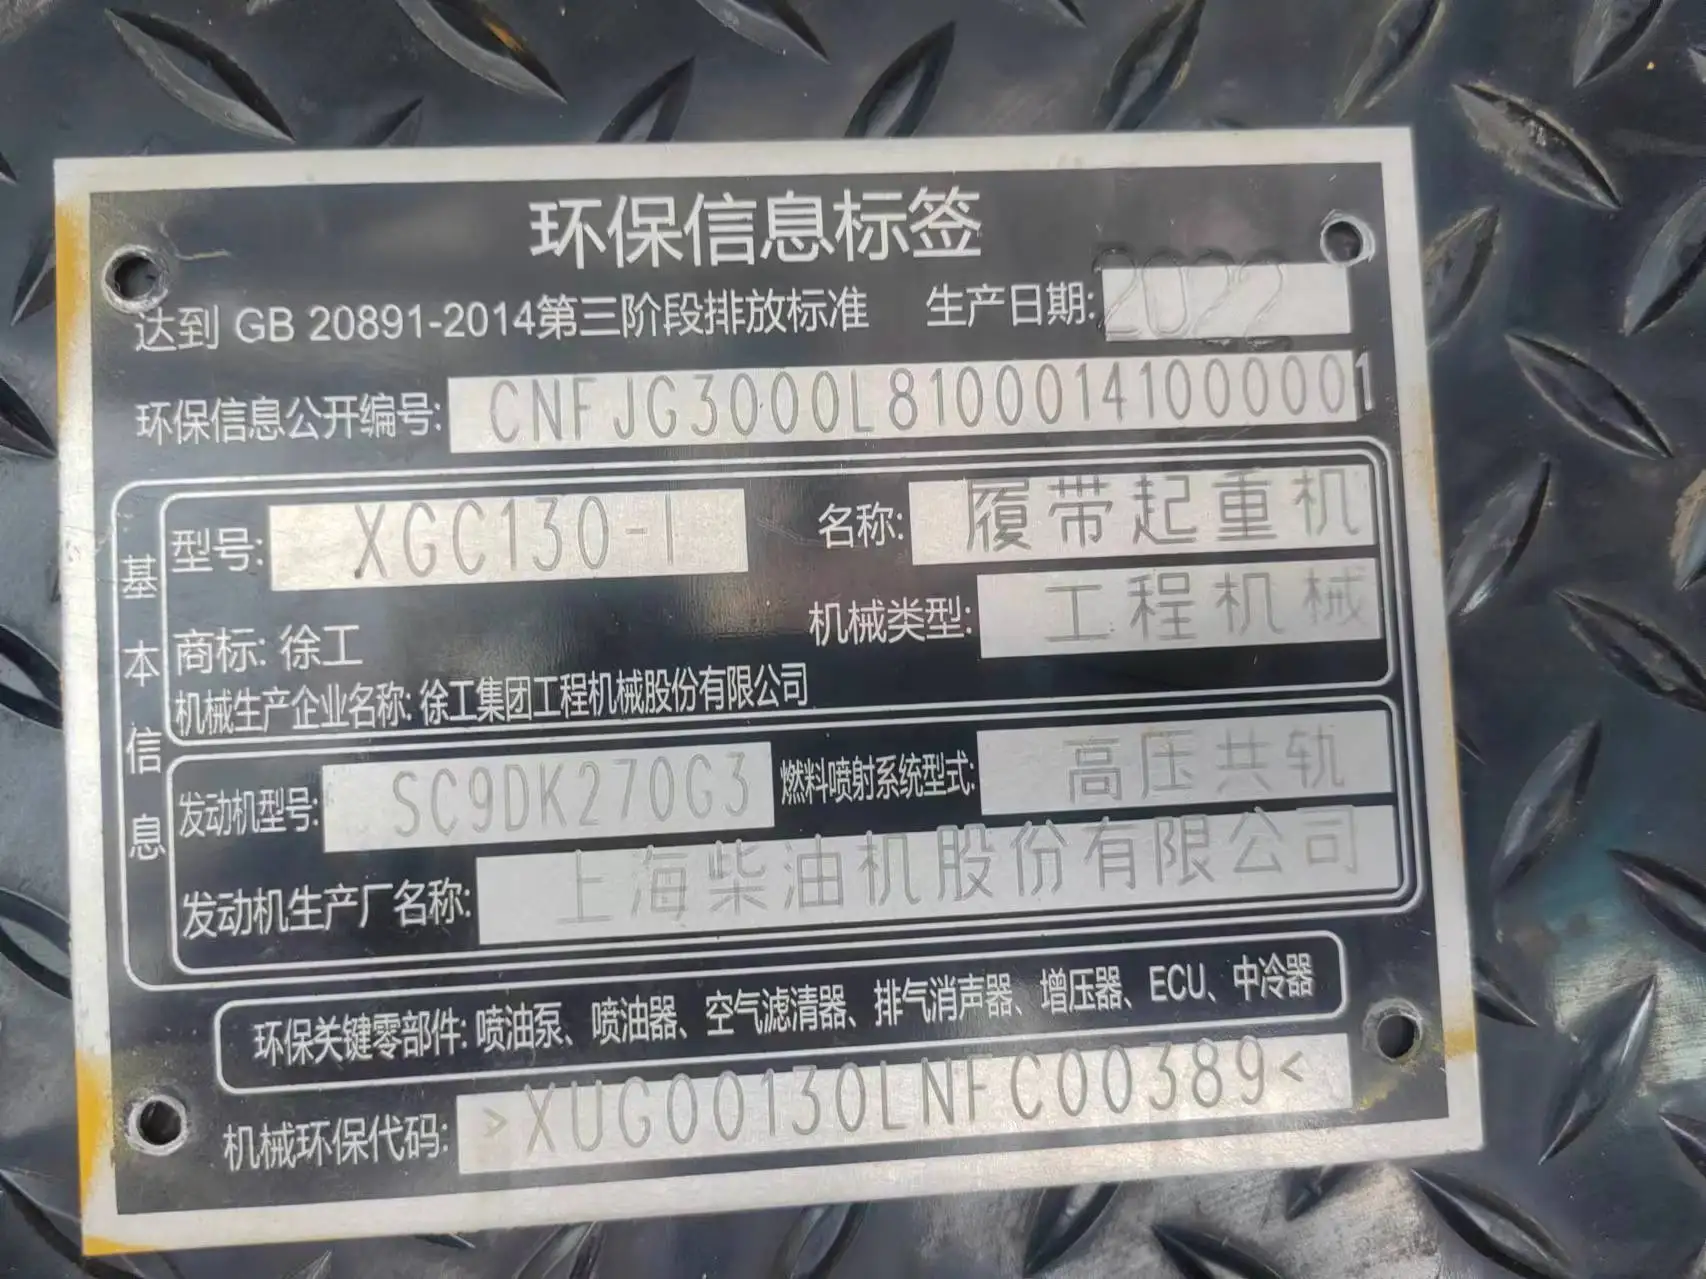 环保信息标签
达到 GB 20891-2014第三阶段排放标准 生产日期: 2022
环保信息公开编号: CNFJG3000L81000141000001
基本信息
型号: XGC130-I 名称: 履带起重机
商标: 徐工 机械类型: 工程机械
机械生产企业名称: 徐工集团工程机械股份有限公司
发动机型号: SC9DK270G3 燃料喷射系统型式: 高压共轨
发动机生产厂名称: 上海柴油机股份有限公司
环保关键零部件: 喷油泵、喷油器、空气滤清器、排气消声器、增压器、ECU、中冷器
机械环保代码: >XUG00130LNFC00389<